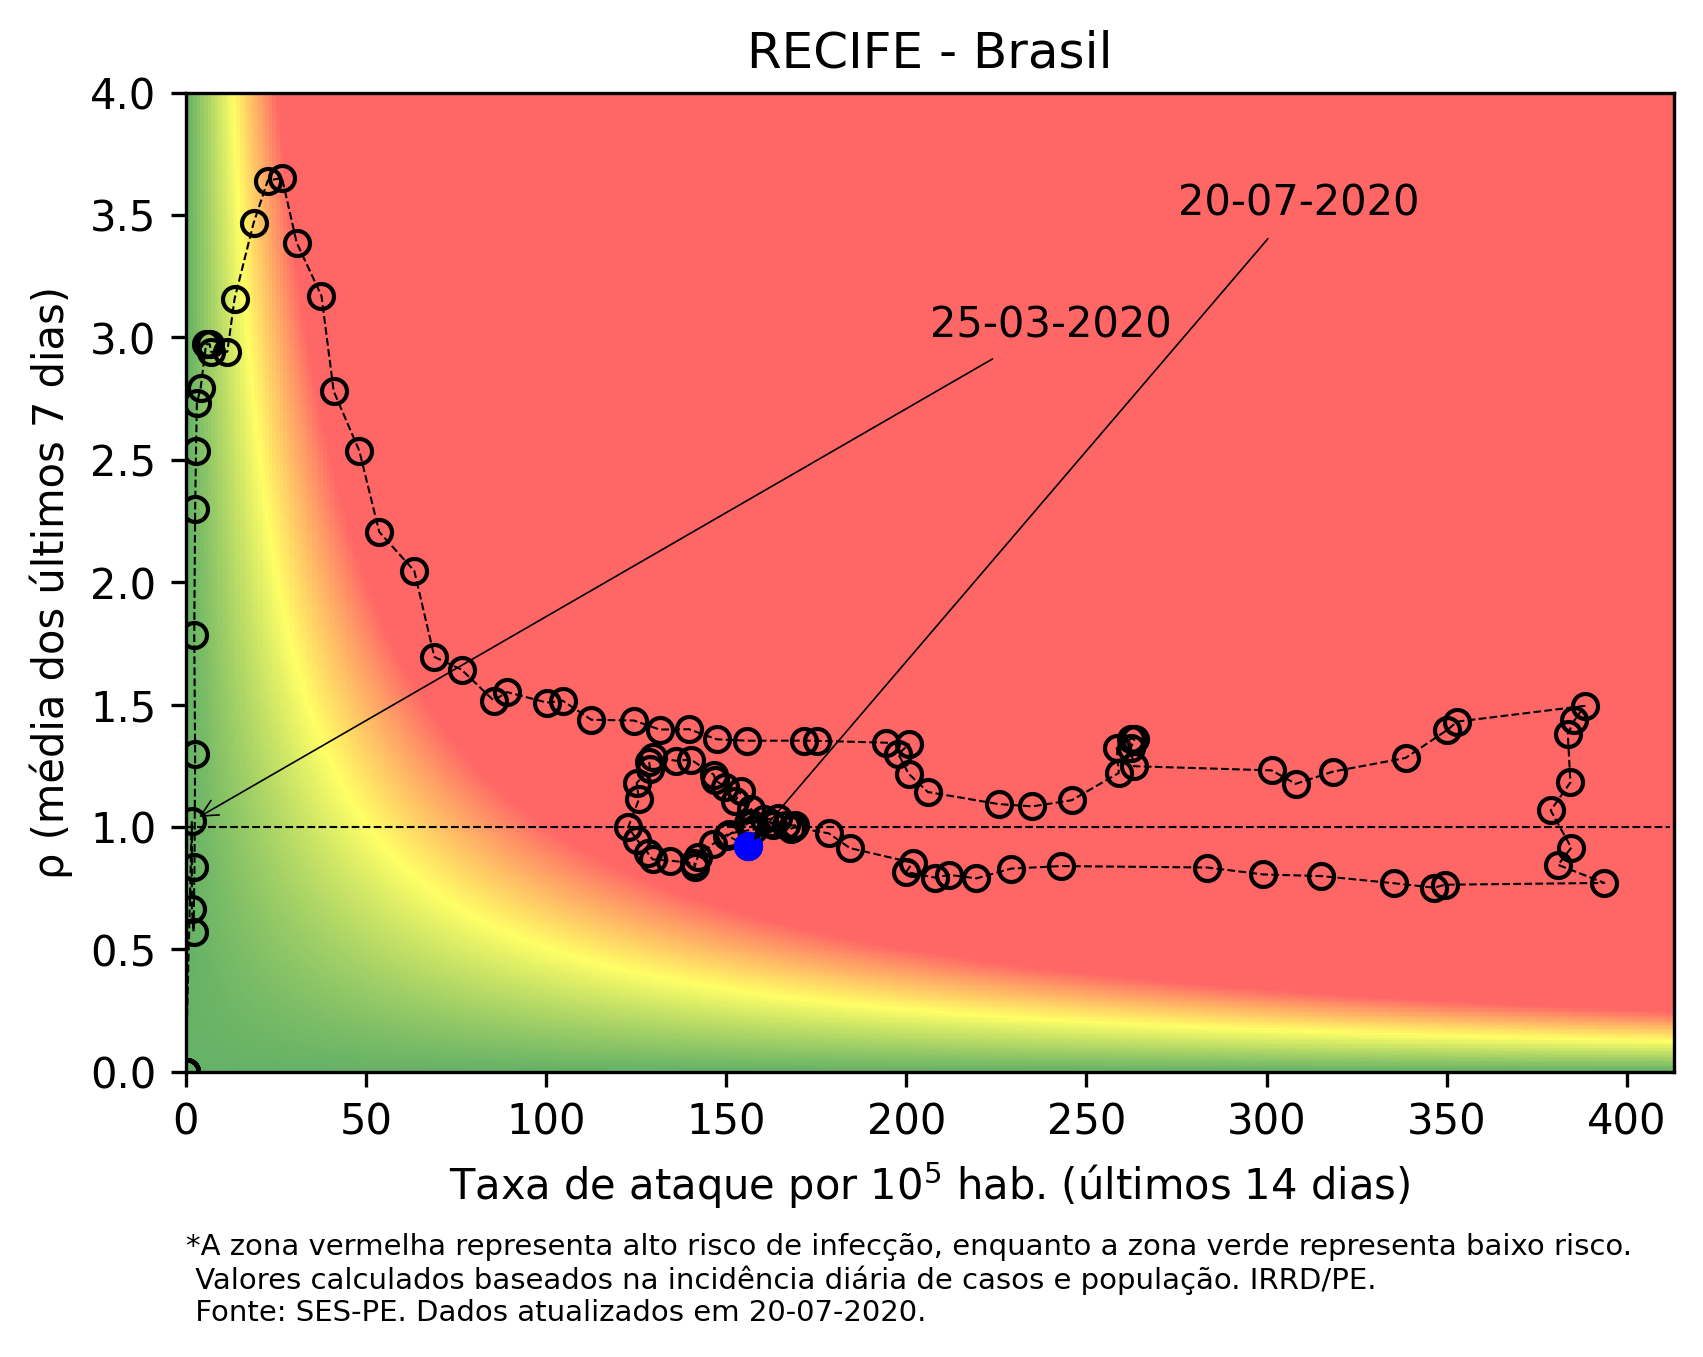 RECIFE - Brasil
4.0
3.5
3.0
2.5
2.0
1.5
1.0
0.5
0.0
ρ (média dos últimos 7 dias)
20-07-2020
25-03-2020
0 50 100 150 200 250 300 350 400
Taxa de ataque por 10⁵ hab. (últimos 14 dias)
*A zona vermelha representa alto risco de infecção, enquanto a zona verde representa baixo risco.
Valores calculados baseados na incidência diária de casos e população. IRRD/PE.
Fonte: SES-PE. Dados atualizados em 20-07-2020.